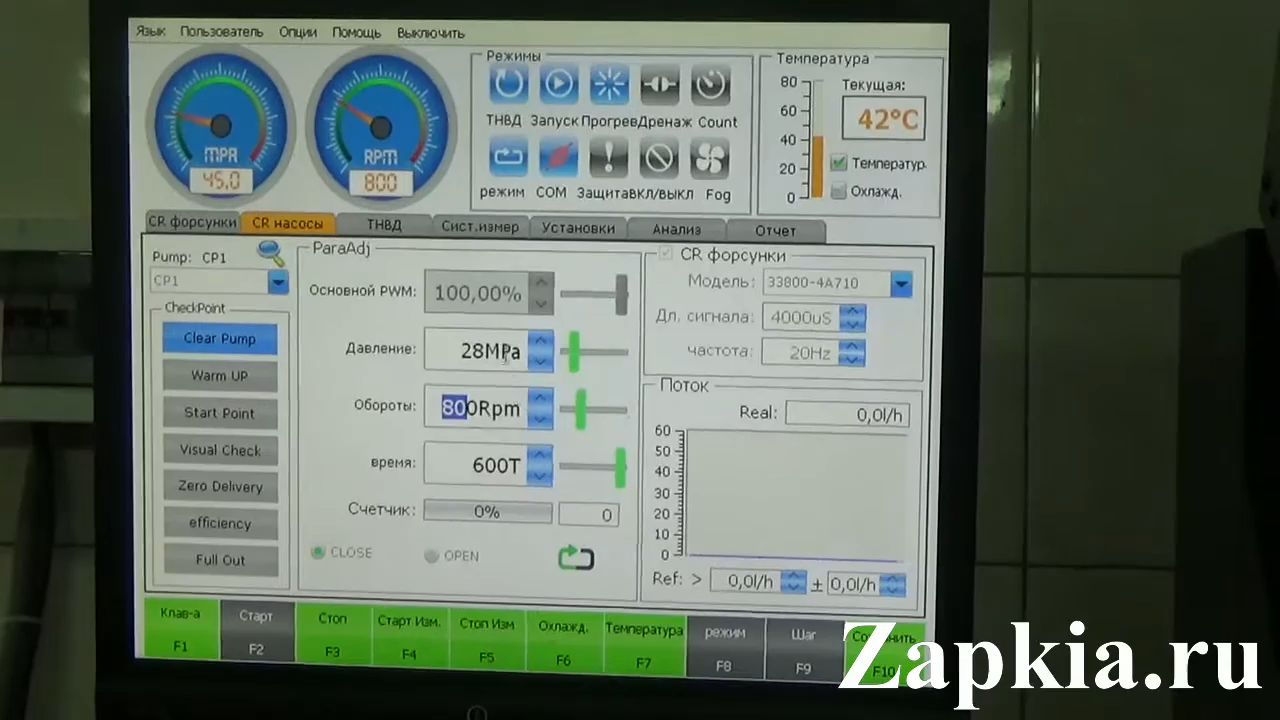 Язык Пользователь Опции Помощь Выключить
MPA
45.0
RPM
800
Режимы
ТНВД Запуск Прогрев Дренаж Count
режим COM Защита вкл/выкл Fog
Температура
80
60
40
20
0
Текущая:
42°C
Температур.
Охлажд.
CR форсунки CR насосы ТНВД Сист.измер Установки Анализ Отчет
Pump: CP1
CP1
CheckPoint
Clear Pump
Warm UP
Start Point
Visual Check
Zero Delivery
efficiency
Full Out
ParaAdj
Основной PWM: 100,00%
Давление: 28MPa
Обороты: 800Rpm
время: 600T
Счетчик: 0% 0
CLOSE OPEN
CR форсунки
Модель: 33800-4A710
Дл. сигнала: 4000uS
частота: 20Hz
Поток
Real: 0,0l/h
60
50
40
30
20
10
0
Ref: > 0,0l/h ± 0,0l/h
Клав-а Старт Стоп Старт Изм. Стоп Изм Охлажд. Температура режим Шаг
F1 F2 F3 F4 F5 F6 F7 F8 F9 F10
Zapkia.ru